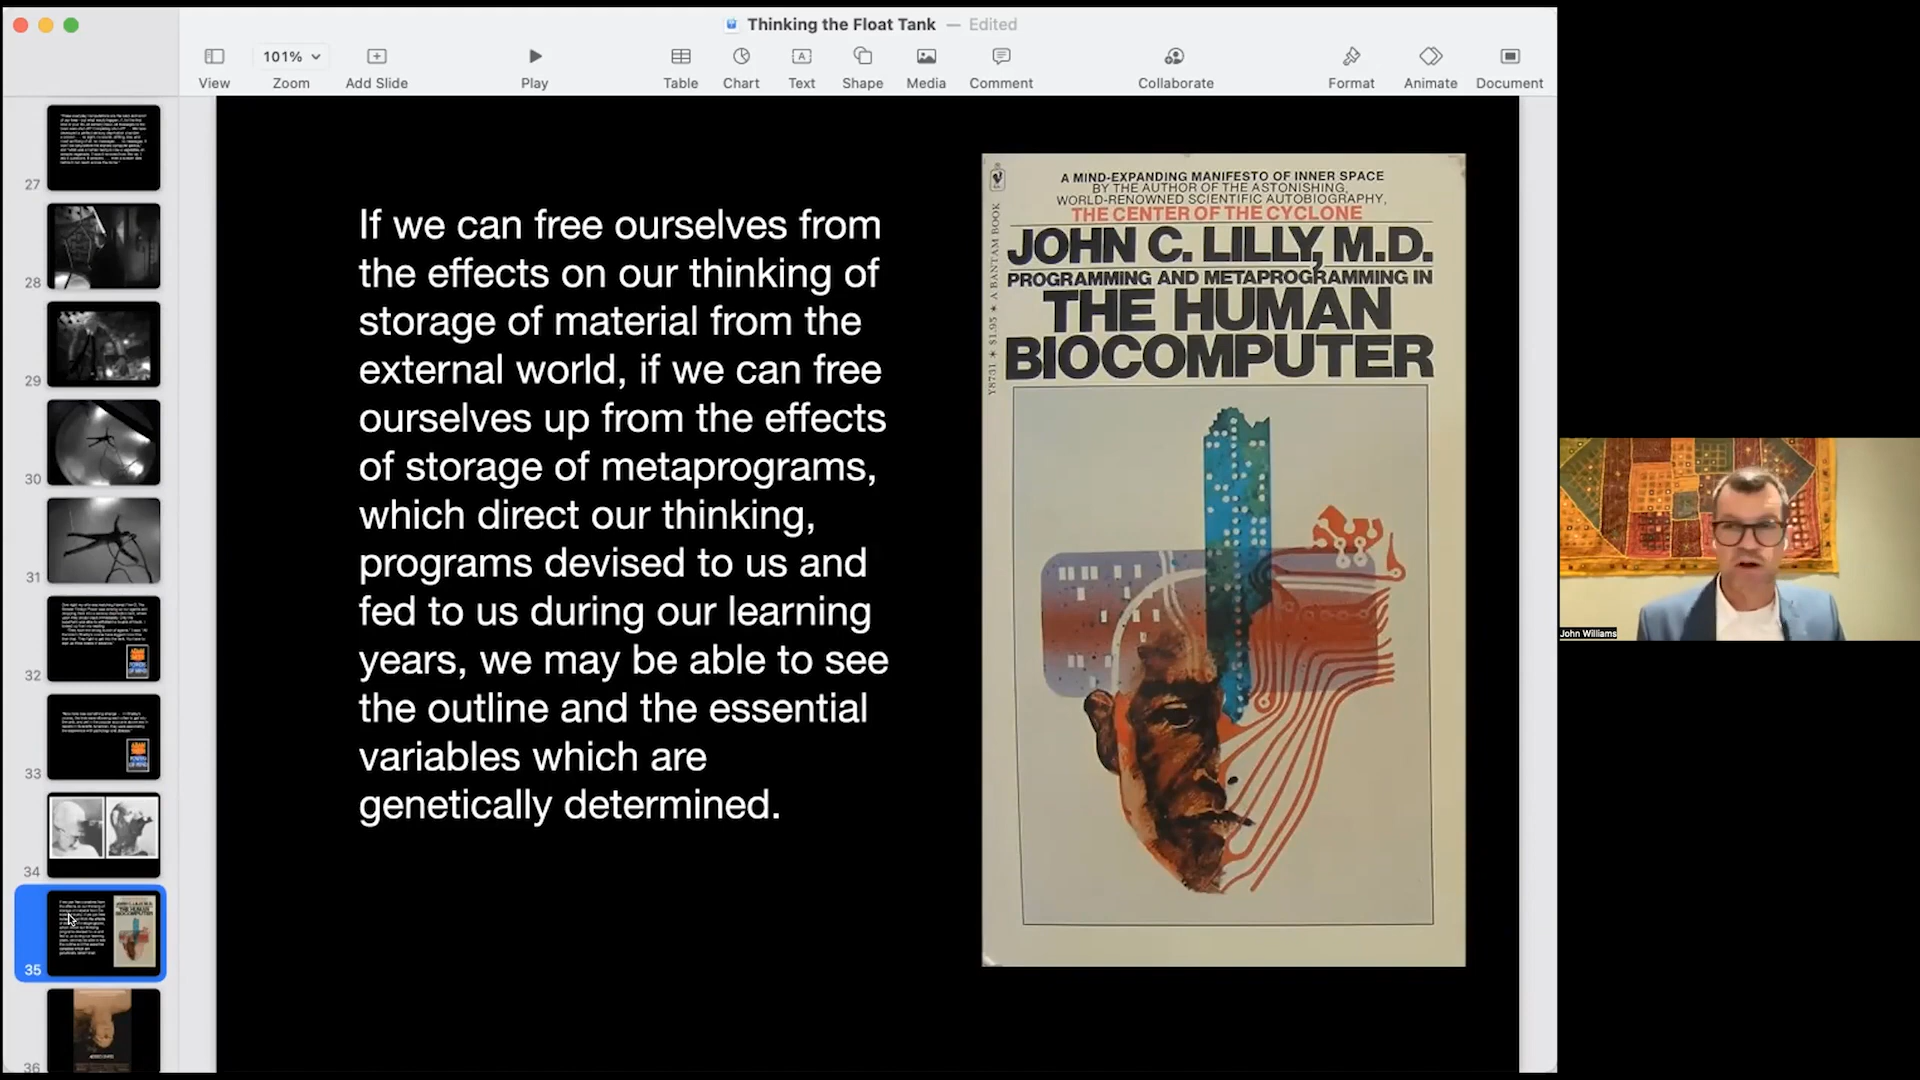 Thinking the Float Tank — Edited
101%
View
Zoom
Add Slide
Play
Table
Chart
Text
Shape
Media
Comment
Collaborate
Format
Animate
Document
27
28
29
30
31
32
33
34
35
36
If we can free ourselves from
the effects on our thinking of
storage of material from the
external world, if we can free
ourselves up from the effects
of storage of metaprograms,
which direct our thinking,
programs devised to us and
fed to us during our learning
years, we may be able to see
the outline and the essential
variables which are
genetically determined.
A MIND-EXPANDING MANIFESTO OF INNER SPACE
BY THE AUTHOR OF THE ASTONISHING,
WORLD-RENOWNED SCIENTIFIC AUTOBIOGRAPHY,
THE CENTER OF THE CYCLONE
JOHN C. LILLY, M.D.
PROGRAMMING AND METAPROGRAMMING IN
THE HUMAN
BIOCOMPUTER
Y8731 ★ $1.95 ★ A BANTAM BOOK
John Williams